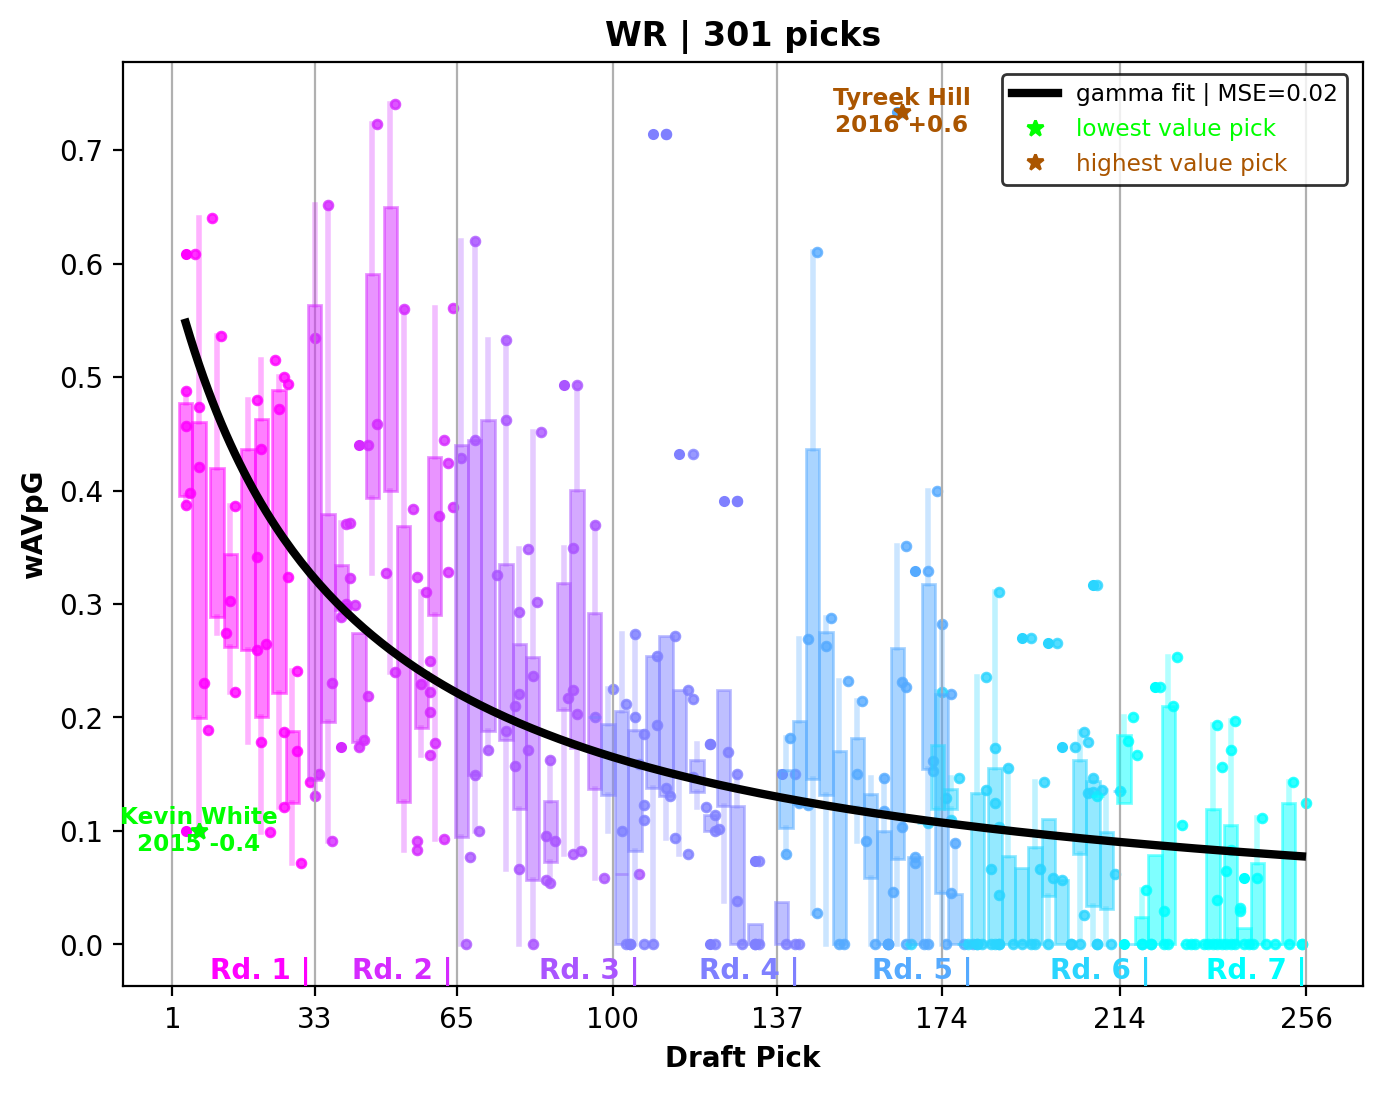 WR | 301 picks
gamma fit | MSE=0.02
lowest value pick
highest value pick
Tyreek Hill
2016 +0.6
Kevin White
2015 -0.4
wAVpG
0.7
0.6
0.5
0.4
0.3
0.2
0.1
0.0
Rd. 1 Rd. 2 Rd. 3 Rd. 4 Rd. 5 Rd. 6 Rd. 7
1 33 65 100 137 174 214 256
Draft Pick